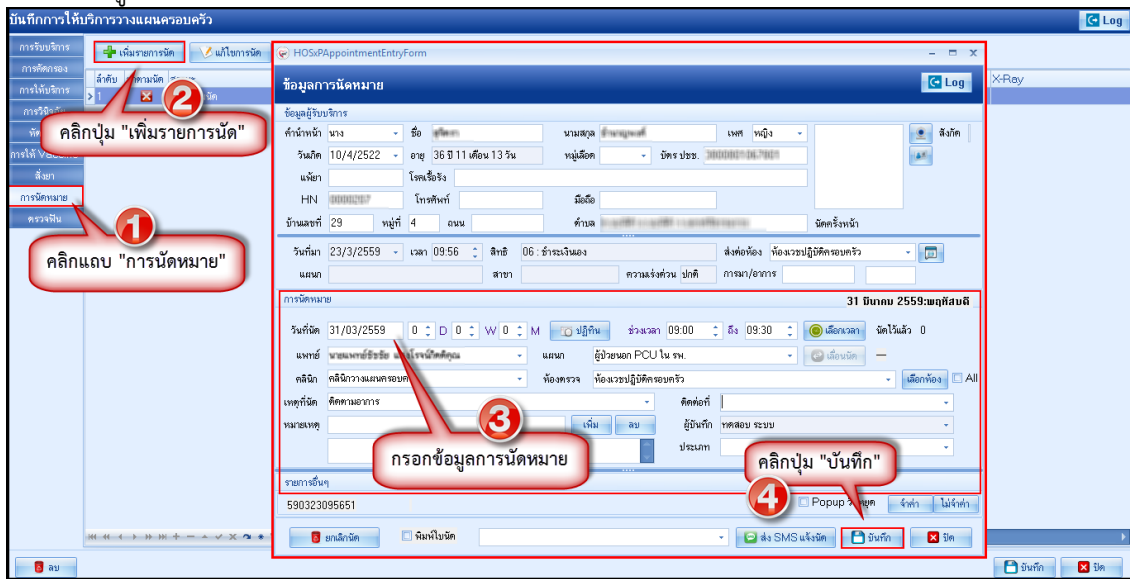 บันทึกการให้บริการวางแผนครอบครัว Log
การรับบริการ
การคัดกรอง
การให้บริการ
การนัดหมาย
สั่งยา
ตรวจฟัน
เพิ่มรายการนัด แก้ไขการนัด
ลำดับ X-Ray
1
2
คลิกปุ่ม "เพิ่มรายการนัด"
1
คลิกแถบ "การนัดหมาย"
HOSxPAppointmentEntryForm
ข้อมูลการนัดหมาย Log
ข้อมูลผู้รับบริการ
คำนำหน้า นาง ชื่อ นามสกุล เพศ หญิง สังกัด
วันเกิด 10/4/2522 อายุ 36 ปี 11 เดือน 13 วัน หมู่เลือด บัตร ปชช.
แพ้ยา โรคเรื้อรัง
HN โทรศัพท์ มือถือ
บ้านเลขที่ 29 หมู่ที่ 4 ถนน ตำบล นัดครั้งหน้า
วันที่มา 23/3/2559 เวลา 09:56 สิทธิ 06 : ชำระเงินเอง ส่งต่อห้อง ห้องเวชปฏิบัติครอบครัว
แผนก สาขา ความเร่งด่วน ปกติ การมา/อาการ
การนัดหมาย 31 มีนาคม 2559:พฤหัสบดี
วันที่นัด 31/03/2559 0 D 0 W 0 M ปฏิทิน ช่วงเวลา 09:00 ถึง 09:30 เลือกเวลา นัดไว้แล้ว 0
แพทย์ แผนก ผู้ป่วยนอก PCU ใน รพ. เลื่อนนัด
คลินิก คลินิกวางแผนครอบครัว ห้องตรวจ ห้องเวชปฏิบัติครอบครัว เลือกห้อง All
เหตุที่นัด ติดตามอาการ ติดต่อที่
หมายเหตุ เพิ่ม ลบ ผู้บันทึก ทดสอบ ระบบ
ประเภท
3
กรอกข้อมูลการนัดหมาย
คลิกปุ่ม "บันทึก"
4
รายการอื่นๆ
590323095651 Popup จำค่า ไม่จำค่า
ยกเลิกนัด พิมพ์ใบนัด ส่ง SMS แจ้งนัด บันทึก ปิด
ลบ บันทึก ปิด